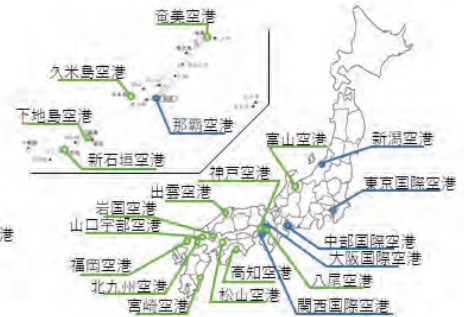 奄美空港
久米島空港
那覇空港
下地島空港
新石垣空港
富山空港
新潟空港
神戸空港
東京国際空港
出雲空港
岩国空港
山口宇部空港
港
中部国際空港
大阪国際空港
福岡空港
高知空港
八尾空港
北九州空港
松山空港
関西国際空港
宮崎空港